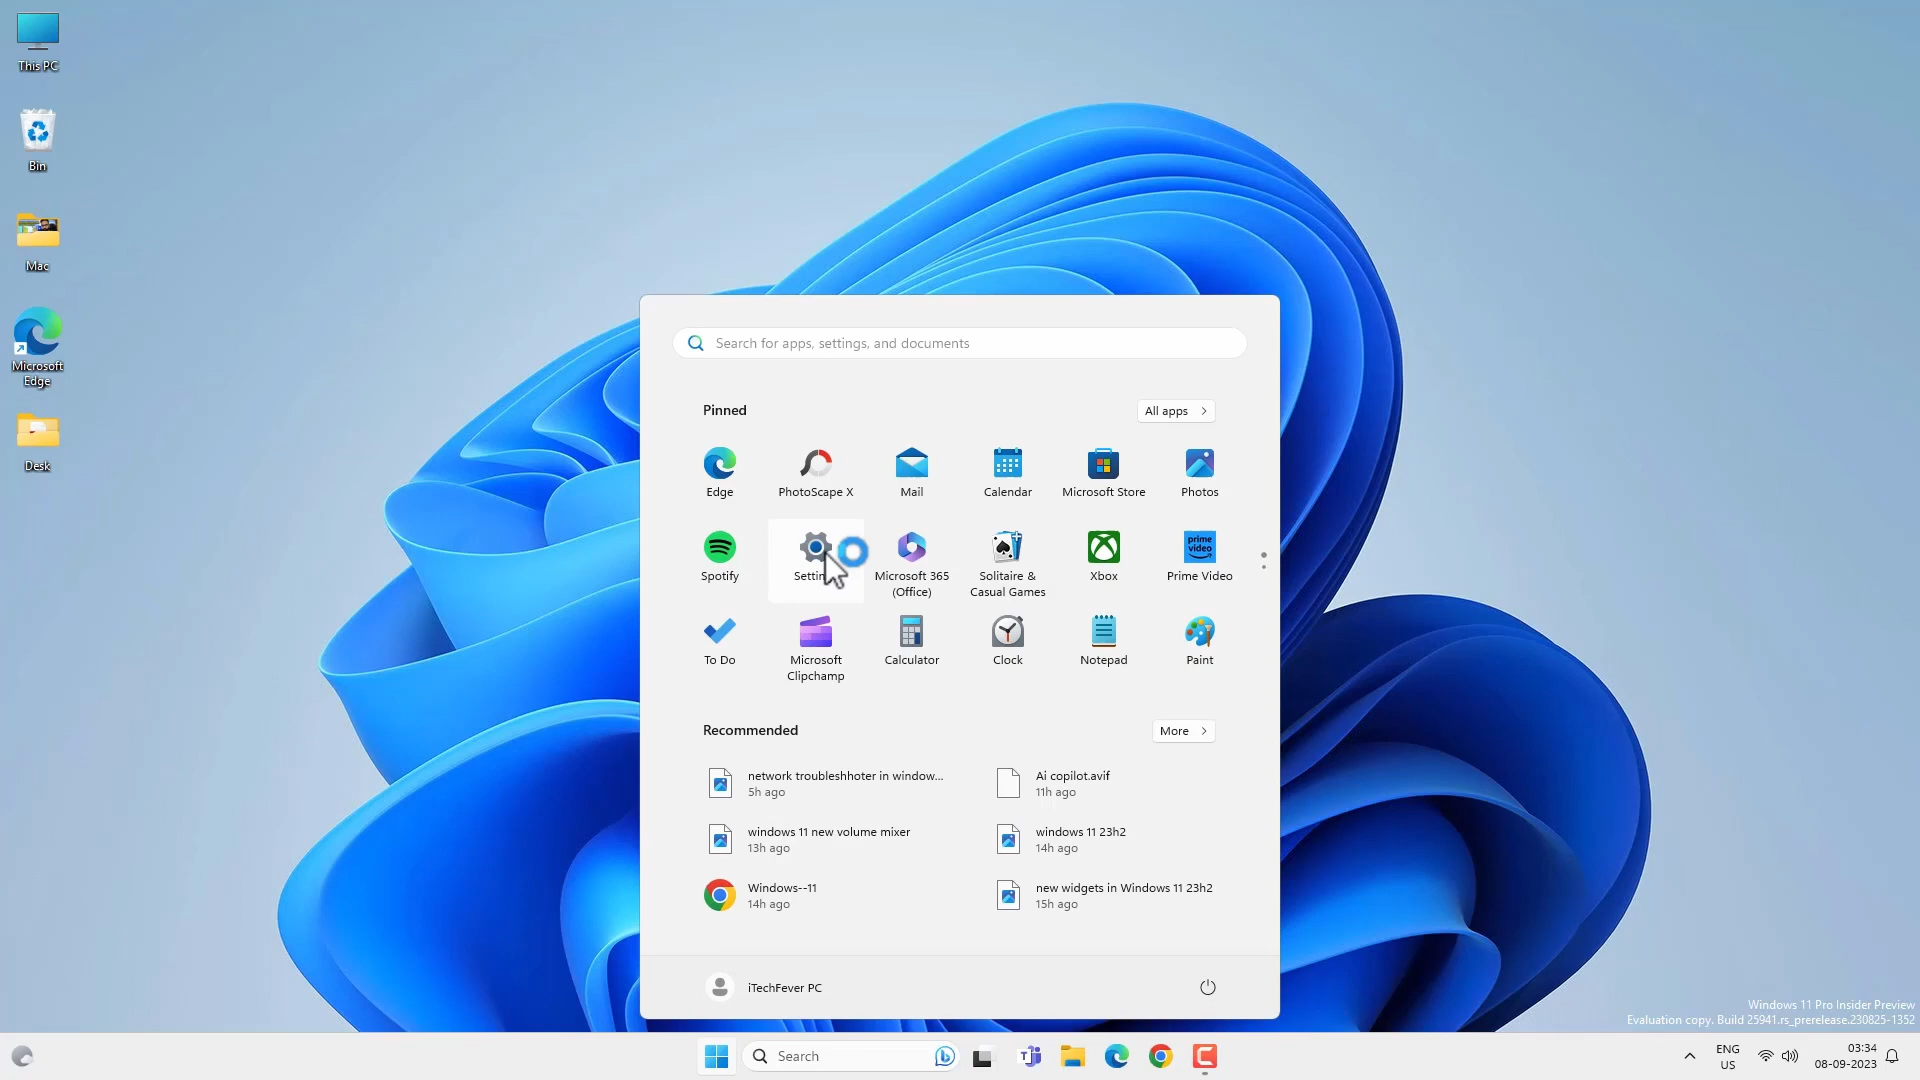 This PC
Bin
Mac
Microsoft
Edge
Desk
Search for apps, settings, and documents
Pinned
All apps
Edge
PhotoScape X
Mail
Calendar
Microsoft Store
Photos
Spotify
Settin
Microsoft 365
(Office)
Solitaire &
Casual Games
Xbox
prime
video
Prime Video
To Do
Microsoft
Clipchamp
Calculator
Clock
Notepad
Paint
Recommended
More
network troubleshhoter in window...
5h ago
Ai copilot.avif
11h ago
windows 11 new volume mixer
13h ago
windows 11 23h2
14h ago
Windows--11
14h ago
new widgets in Windows 11 23h2
15h ago
iTechFever PC
Windows 11 Pro Insider Preview
Evaluation copy. Build 25941.rs_prerelease.230825-1352
Search
ENG
US
03:34
08-09-2023